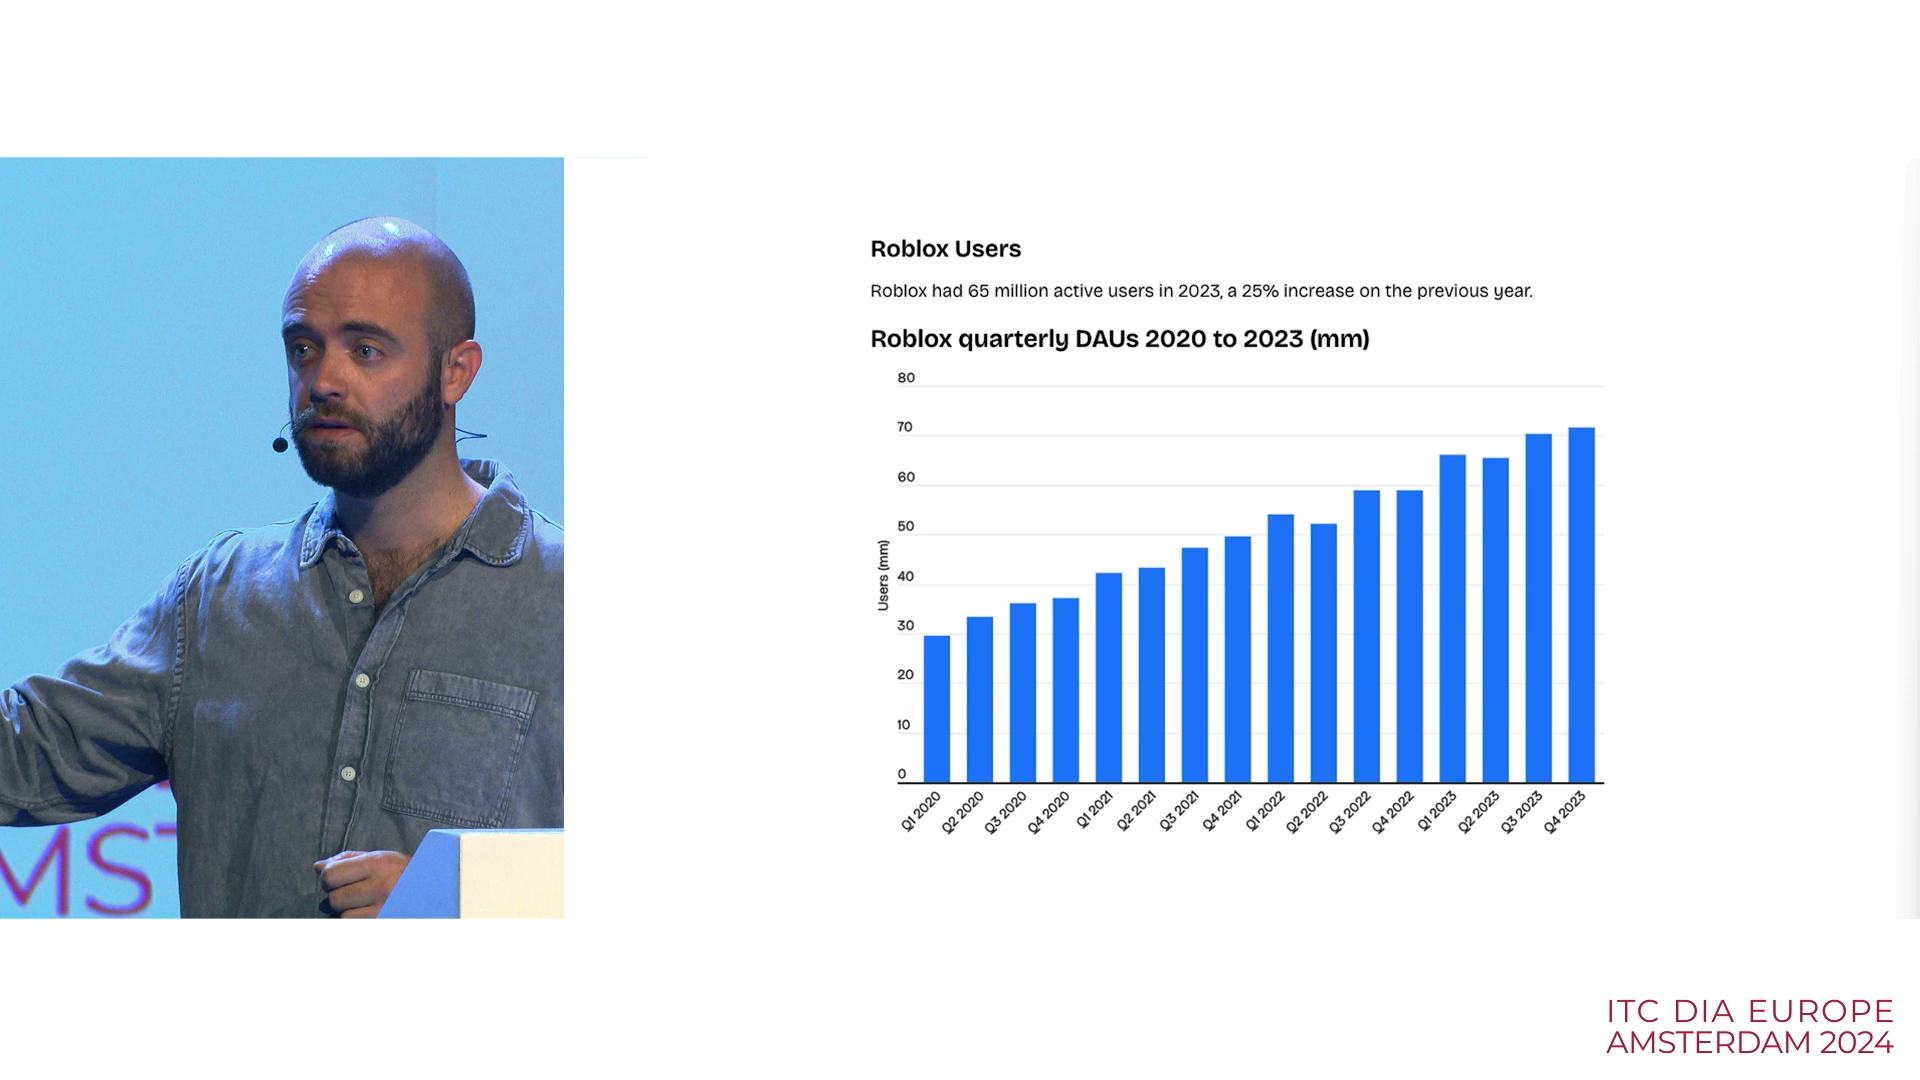 Roblox Users
Roblox had 65 million active users in 2023, a 25% increase on the previous year.
Roblox quarterly DAUs 2020 to 2023 (mm)
80
70
60
50
40
30
20
10
0
Users (mm)
Q1 2020
Q2 2020
Q3 2020
Q4 2020
Q1 2021
Q2 2021
Q3 2021
Q4 2021
Q1 2022
Q2 2022
Q3 2022
Q4 2022
Q1 2023
Q2 2023
Q3 2023
Q4 2023
MST
ITC DIA EUROPE
AMSTERDAM 2024